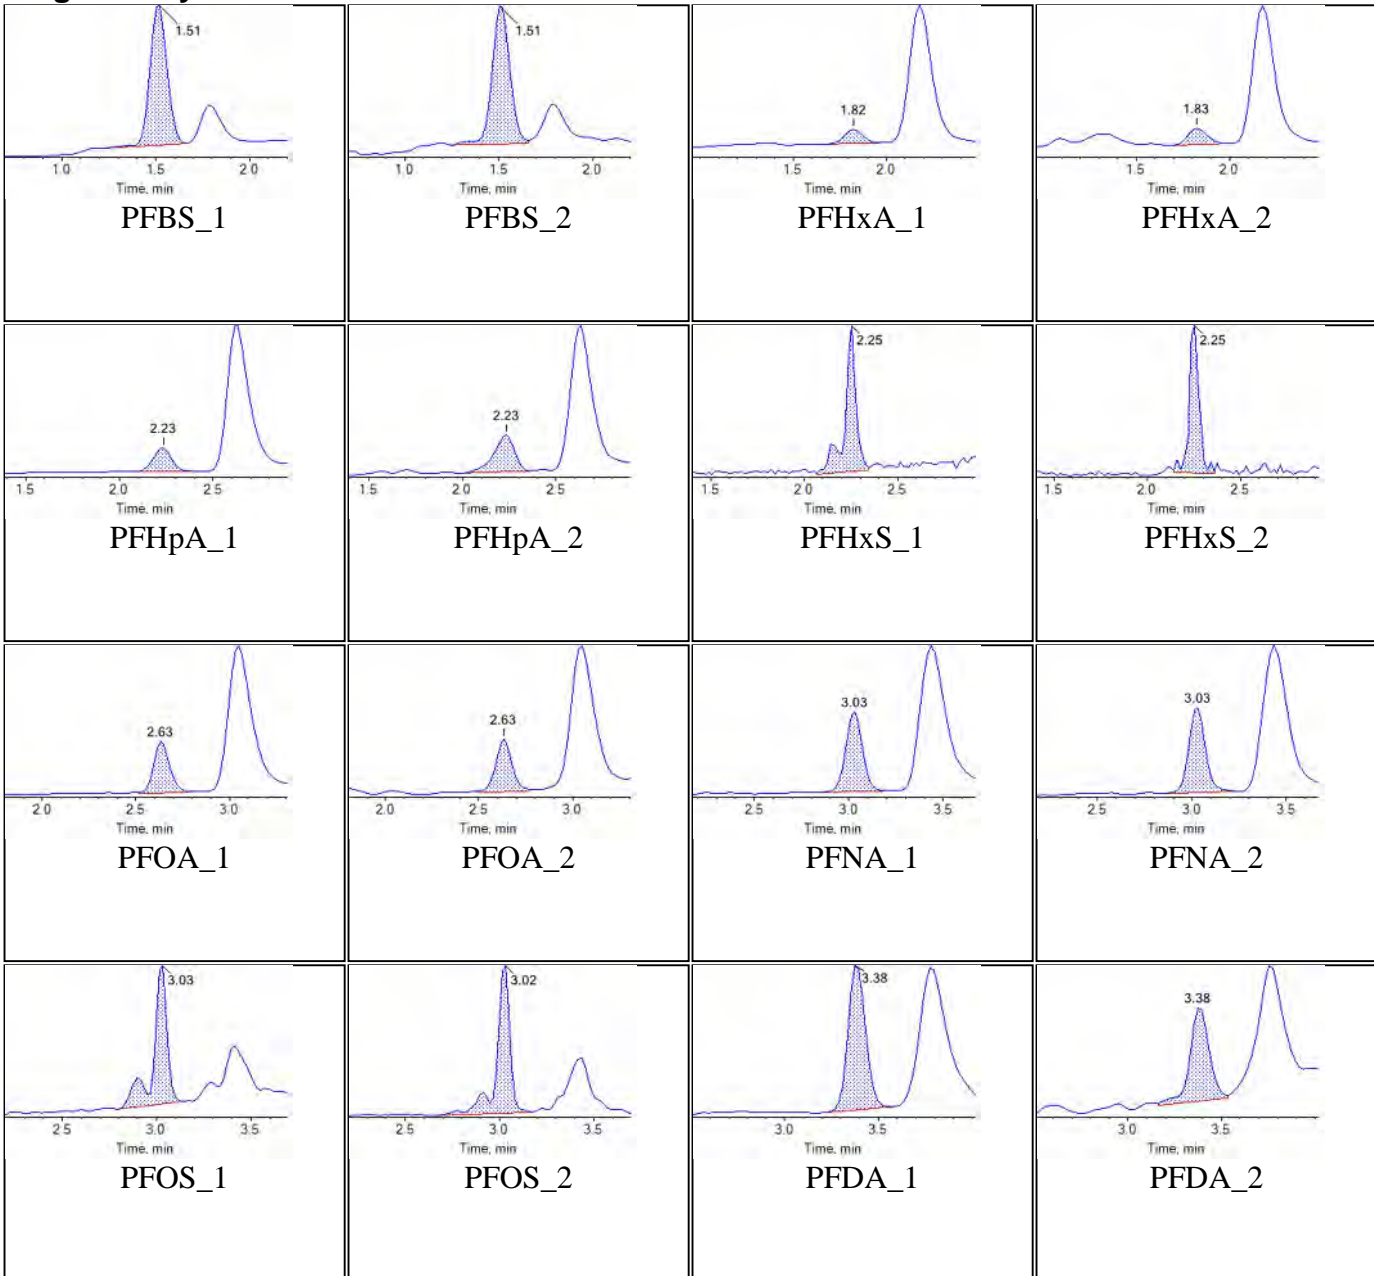 1.51
1.0 1.5 2.0
Time, min
PFBS_1
1.51
1.0 1.5 2.0
Time, min
PFBS_2
1.82
1.5 2.0
Time, min
PFHxA_1
1.83
1.5 2.0
Time, min
PFHxA_2
2.23
1.5 2.0 2.5
Time, min
PFHpA_1
2.23
1.5 2.0 2.5
Time, min
PFHpA_2
2.25
1.5 2.0 2.5
Time, min
PFHxS_1
2.25
1.5 2.0 2.5
Time, min
PFHxS_2
2.63
2.0 2.5 3.0
Time, min
PFOA_1
2.63
2.0 2.5 3.0
Time, min
PFOA_2
3.03
2.5 3.0 3.5
Time, min
PFNA_1
3.03
2.5 3.0 3.5
Time, min
PFNA_2
3.03
2.5 3.0 3.5
Time, min
PFOS_1
3.02
2.5 3.0 3.5
Time, min
PFOS_2
3.38
3.0 3.5
Time, min
PFDA_1
3.38
3.0 3.5
Time, min
PFDA_2